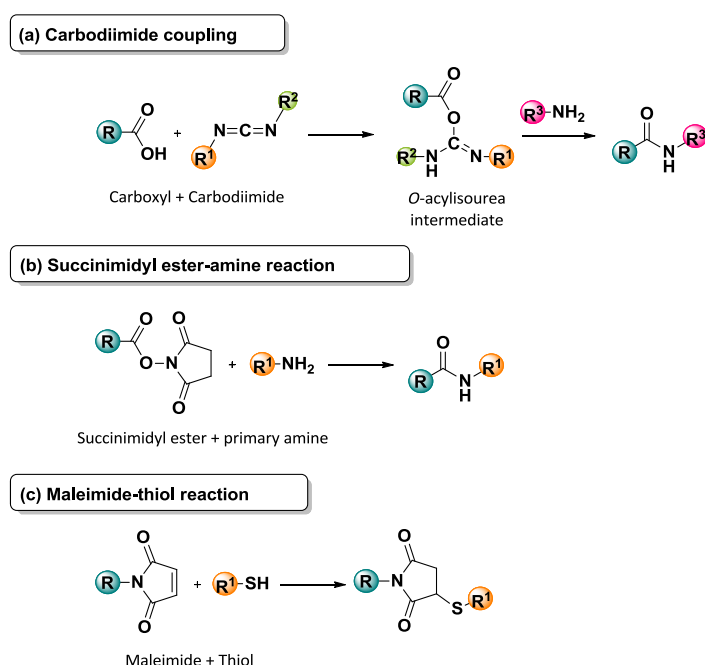 (a) Carbodiimide coupling
R
O
OH
+
R¹
N=C=N
R²
R
O
O
R²
N
H
C
N
R¹
R³
NH₂
R
O
N
H
R³
Carboxyl + Carbodiimide
O-acylisourea
intermediate
(b) Succinimidyl ester-amine reaction
R
O
O
N
O
O
+
R¹
NH₂
R
O
N
H
R¹
Succinimidyl ester + primary amine
(c) Maleimide-thiol reaction
R
N
O
O
+
R¹
SH
R
N
O
O
S
R¹
Maleimide + Thiol